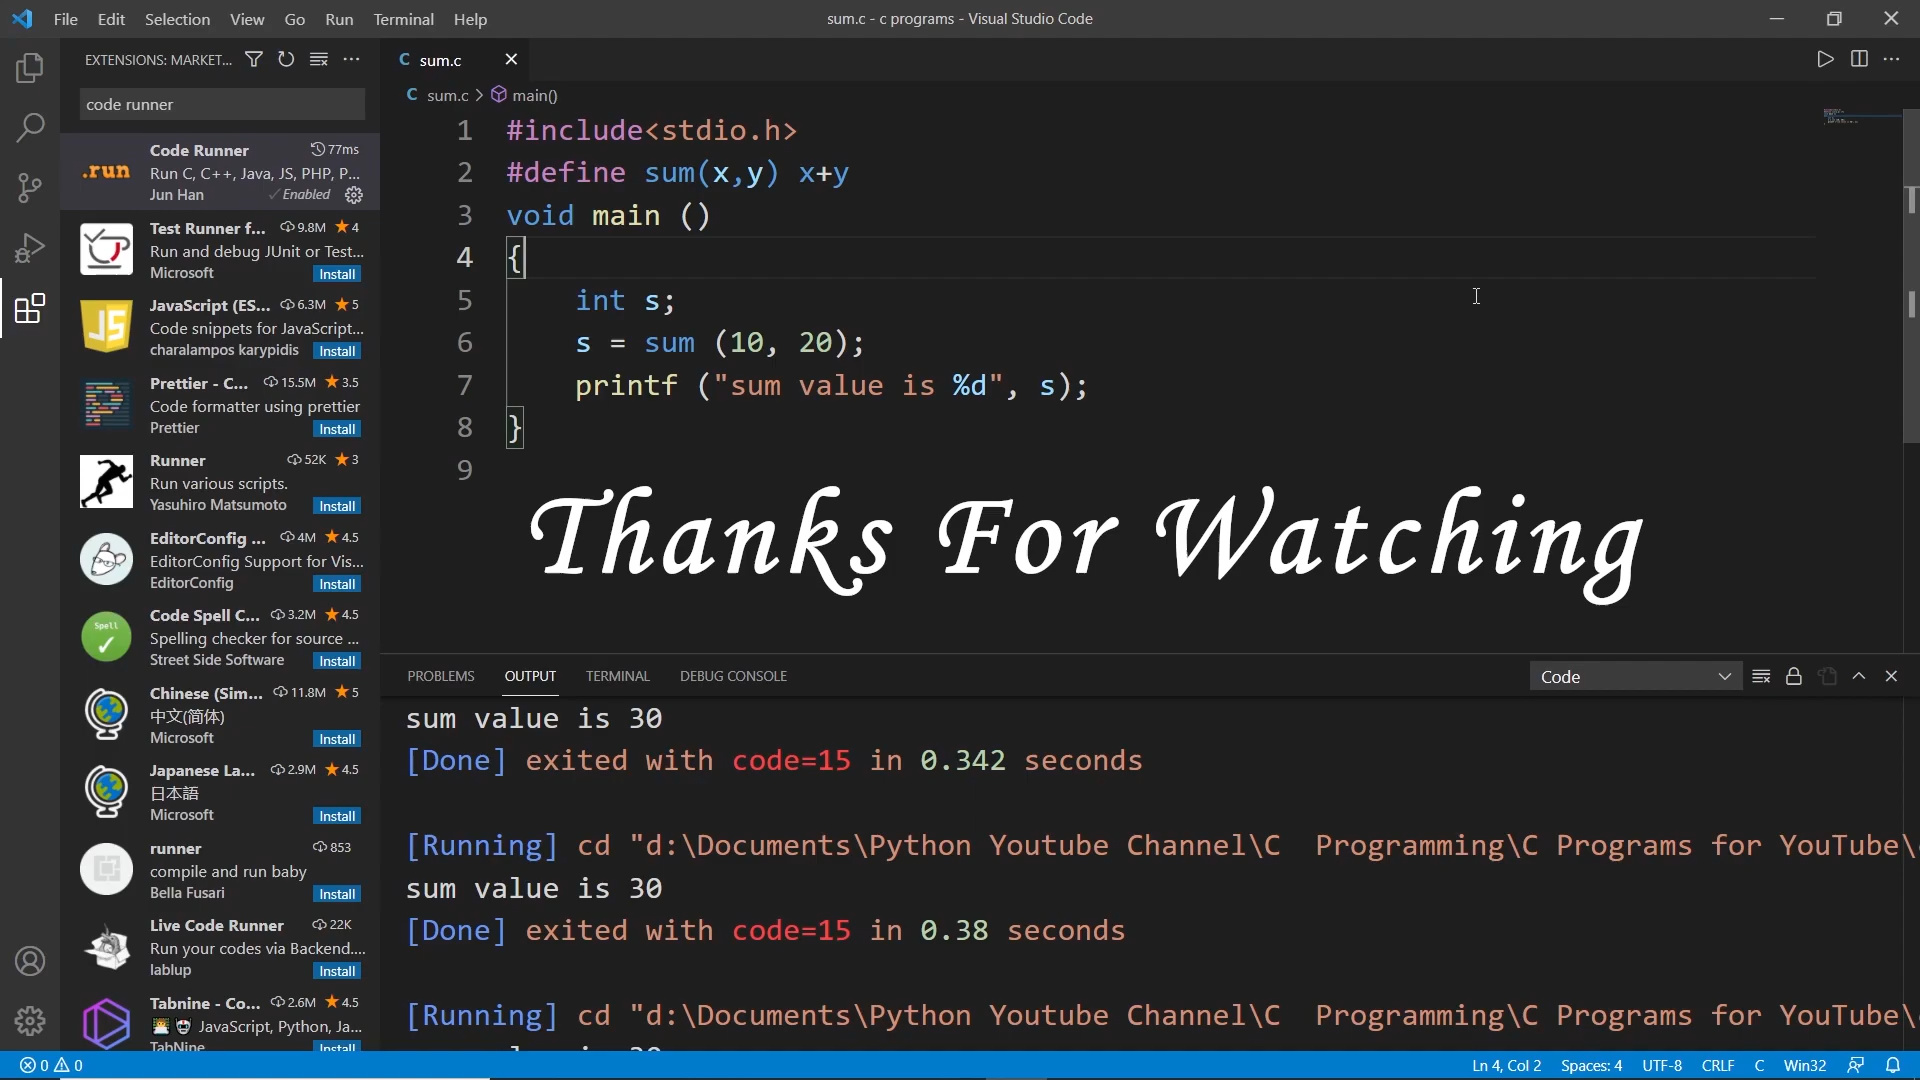 File Edit Selection View Go Run Terminal Help
sum.c - c programs - Visual Studio Code
EXTENSIONS: MARKET...
code runner
.run
Code Runner 77ms
Run C, C++, Java, JS, PHP, P...
Jun Han Enabled
Test Runner f... 9.8M 4
Run and debug JUnit or Test...
Microsoft Install
JS
JavaScript (ES... 6.3M 5
Code snippets for JavaScript...
charalampos karypidis Install
Prettier - C... 15.5M 3.5
Code formatter using prettier
Prettier Install
Runner 52K 3
Run various scripts.
Yasuhiro Matsumoto Install
EditorConfig ... 4M 4.5
EditorConfig Support for Vis...
EditorConfig Install
Spell
Code Spell C... 3.2M 4.5
Spelling checker for source ...
Street Side Software Install
Chinese (Sim... 11.8M 5
中文(简体)
Microsoft Install
Japanese La... 2.9M 4.5
日本語
Microsoft Install
runner 853
compile and run baby
Bella Fusari Install
Live Code Runner 22K
Run your codes via Backend....
lablup Install
Tabnine - Co... 2.6M 4.5
JavaScript, Python, Ja...
TabNine Install
C sum.c
C sum.c > main()
1 #include<stdio.h>
2 #define sum(x,y) x+y
3 void main ()
4 {
5 int s;
6 s = sum (10, 20);
7 printf ("sum value is %d", s);
8 }
9
Thanks For Watching
PROBLEMS OUTPUT TERMINAL DEBUG CONSOLE
Code
sum value is 30
[Done] exited with code=15 in 0.342 seconds
[Running] cd "d:\Documents\Python Youtube Channel\C  Programming\C Programs for YouTube\
sum value is 30
[Done] exited with code=15 in 0.38 seconds
[Running] cd "d:\Documents\Python Youtube Channel\C  Programming\C Programs for YouTube\
0 0
Ln 4, Col 2 Spaces: 4 UTF-8 CRLF C Win32